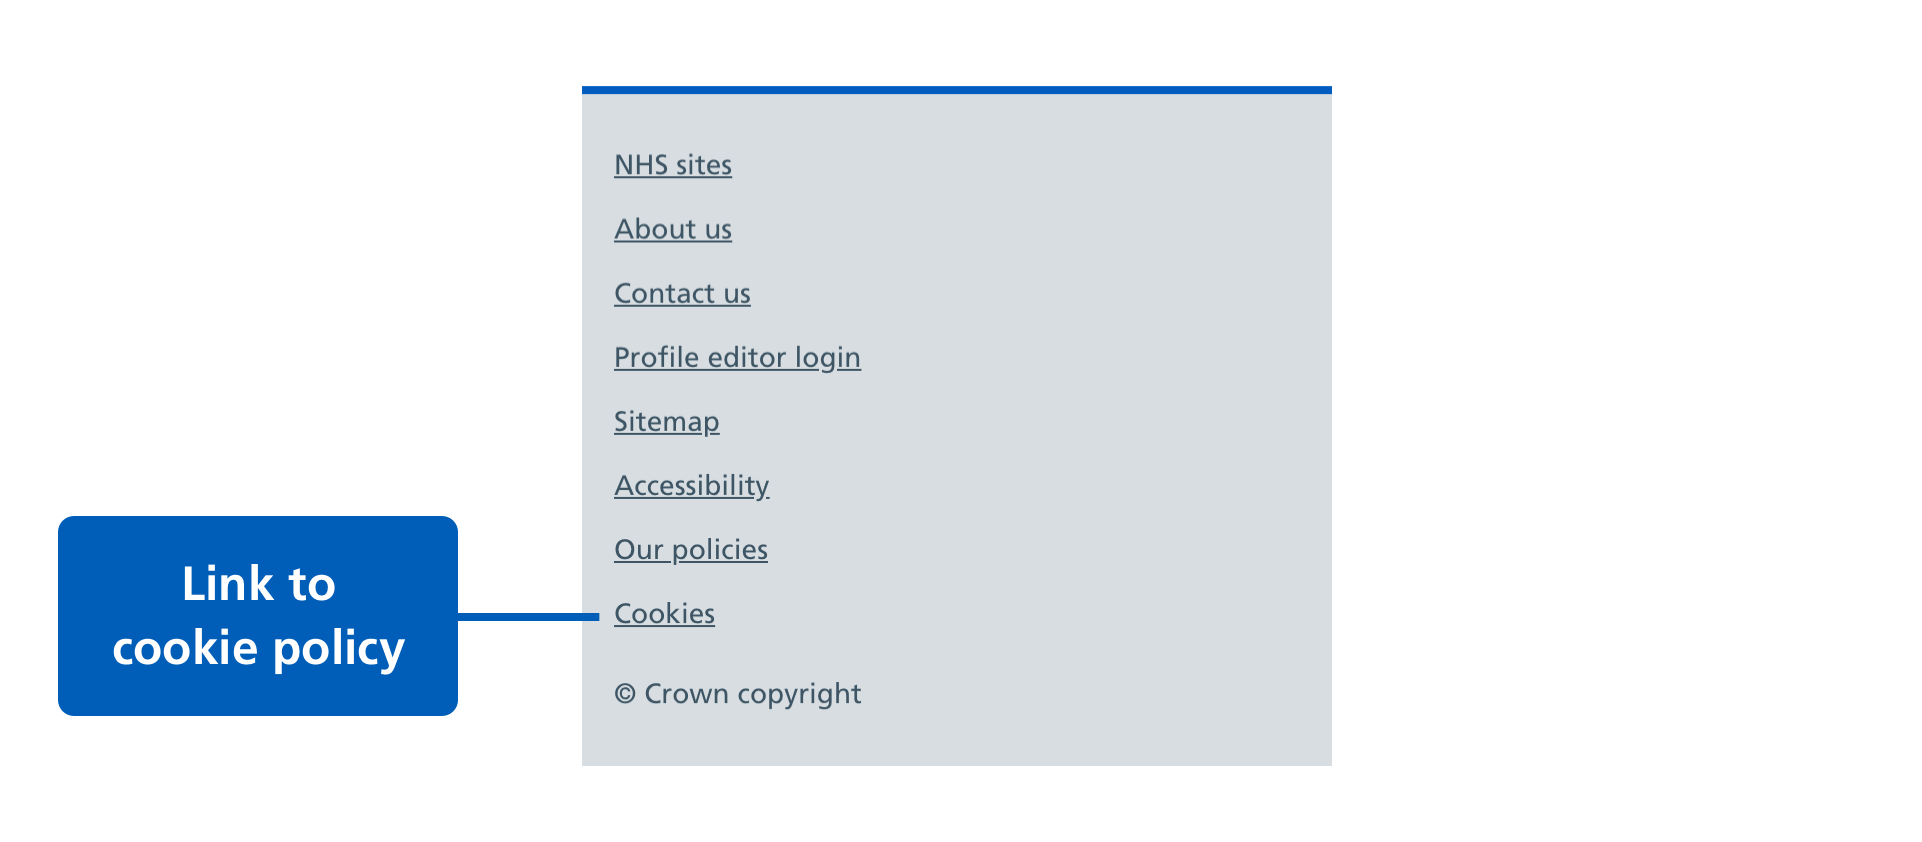 NHS sites
About us
Contact us
Profile editor login
Sitemap
Accessibility
Our policies
Link to
cookie policy
Cookies
© Crown copyright